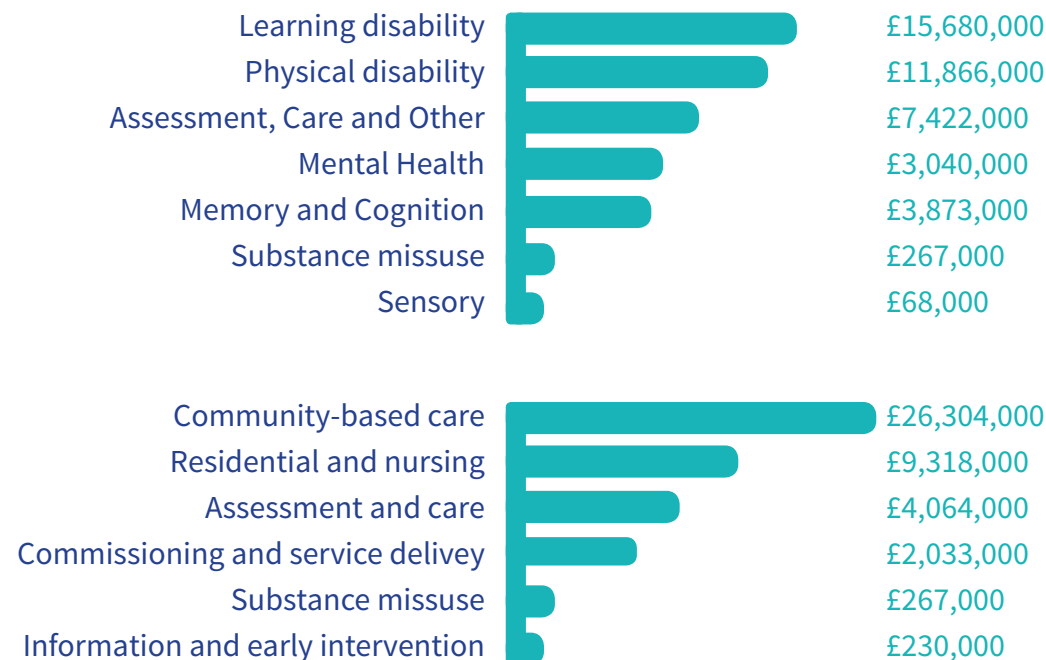 Learning disability £15,680,000
Physical disability £11,866,000
Assessment, Care and Other £7,422,000
Mental Health £3,040,000
Memory and Cognition £3,873,000
Substance missuse £267,000
Sensory £68,000
Community-based care £26,304,000
Residential and nursing £9,318,000
Assessment and care £4,064,000
Commissioning and service delivey £2,033,000
Substance missuse £267,000
Information and early intervention £230,000